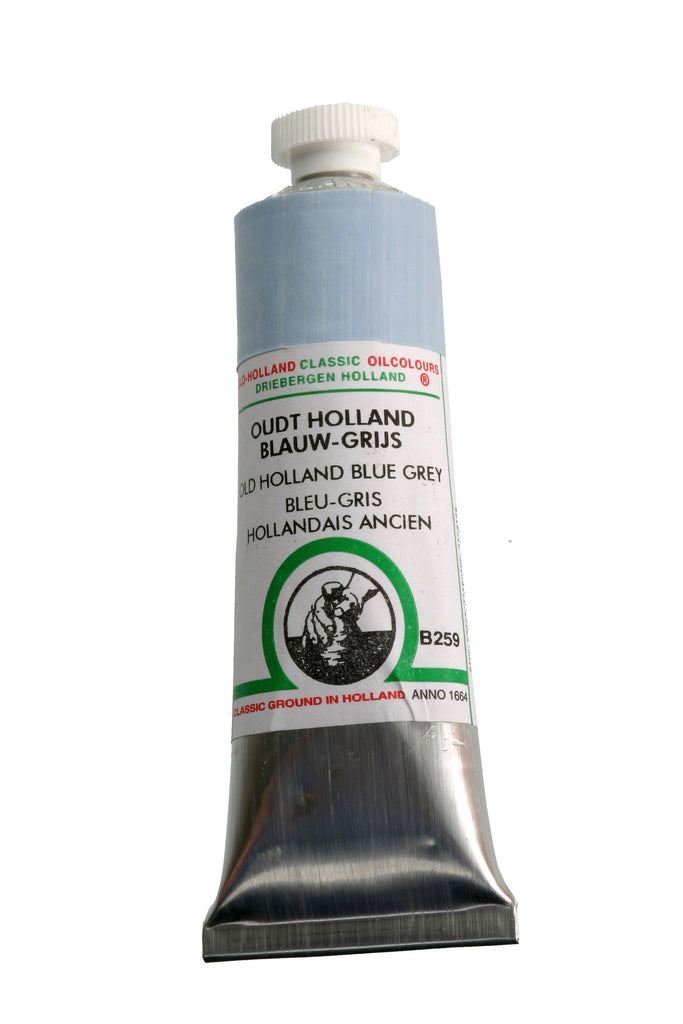 LD-HOLLAND CLASSIC OILCOLOURS
DRIEBERGEN HOLLAND ®
OUDT HOLLAND
BLAUW-GRIJS
OLD HOLLAND BLUE GREY
BLEU-GRIS
HOLLANDAIS ANCIEN
B259
CLASSIC GROUND IN HOLLAND ANNO 1664